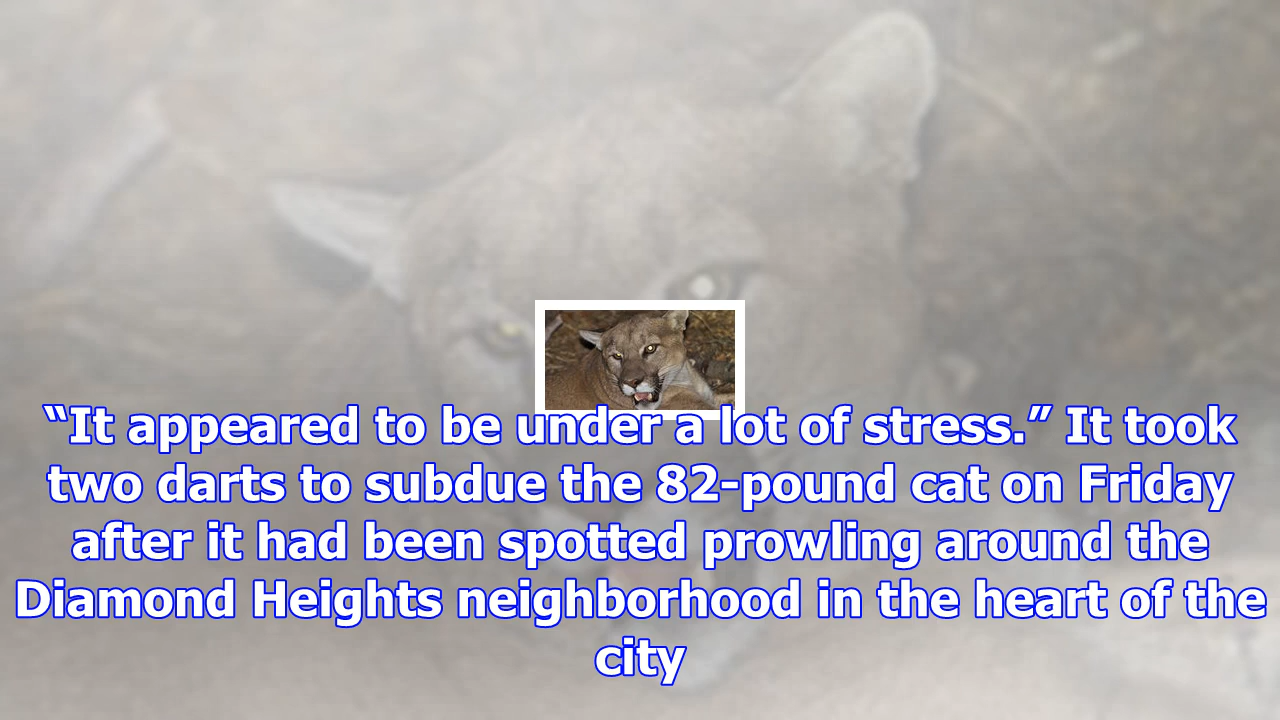 “It appeared to be under a lot of stress.” It took
two darts to subdue the 82-pound cat on Friday
after it had been spotted prowling around the
Diamond Heights neighborhood in the heart of the
city